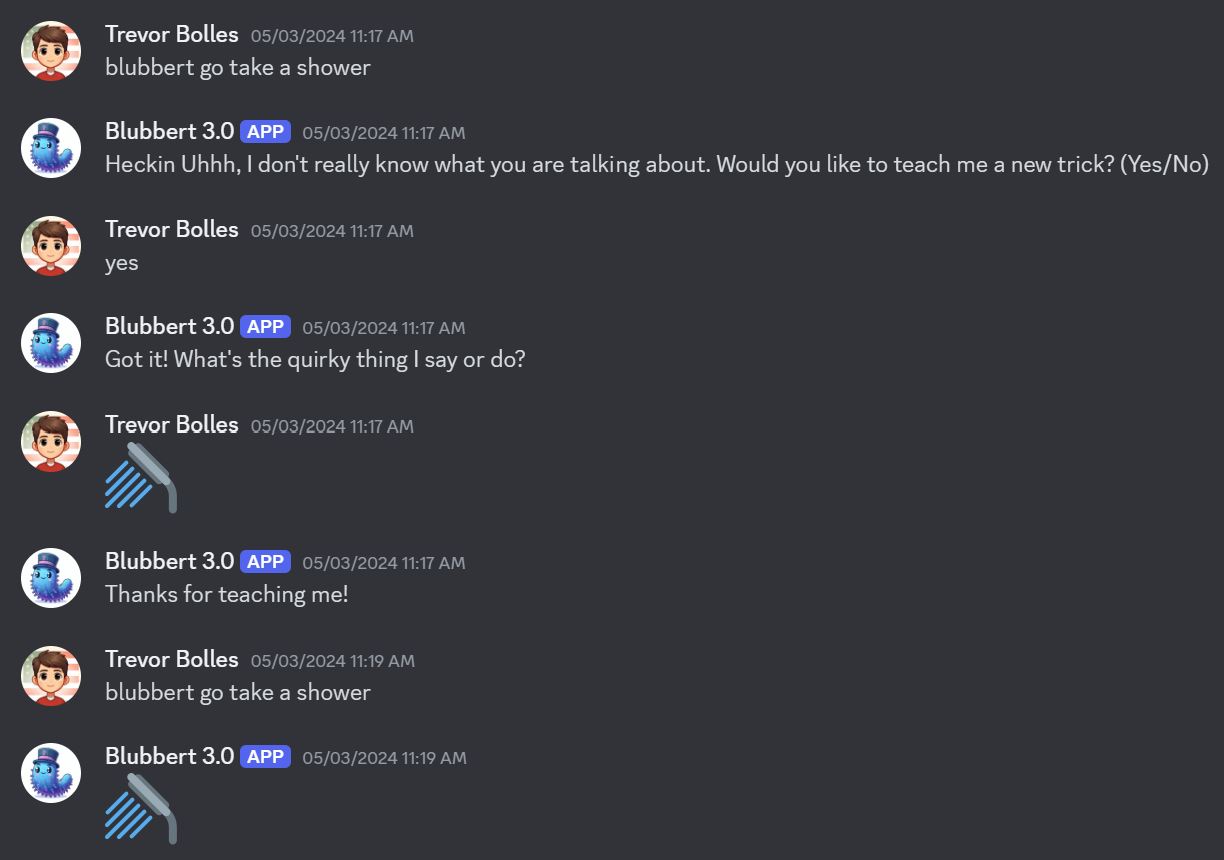 Trevor Bolles 05/03/2024 11:17 AM
blubbert go take a shower
Blubbert 3.0 APP 05/03/2024 11:17 AM
Heckin Uhhh, I don't really know what you are talking about. Would you like to teach me a new trick? (Yes/No)
Trevor Bolles 05/03/2024 11:17 AM
yes
Blubbert 3.0 APP 05/03/2024 11:17 AM
Got it! What's the quirky thing I say or do?
Trevor Bolles 05/03/2024 11:17 AM
Blubbert 3.0 APP 05/03/2024 11:17 AM
Thanks for teaching me!
Trevor Bolles 05/03/2024 11:19 AM
blubbert go take a shower
Blubbert 3.0 APP 05/03/2024 11:19 AM